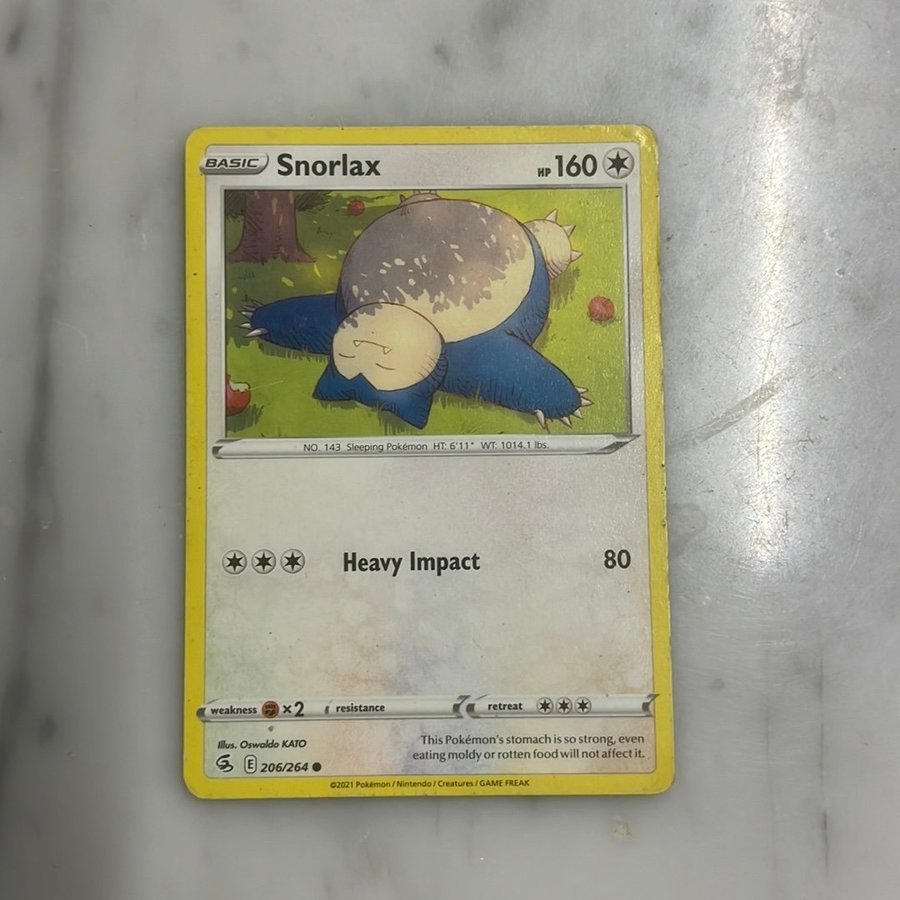 BASIC Snorlax HP 160
NO. 143 Sleeping Pokémon HT: 6'11" WT: 1014.1 lbs.
Heavy Impact 80
weakness ×2 resistance retreat
Illus. Oswaldo KATO
This Pokémon's stomach is so strong, even
eating moldy or rotten food will not affect it.
E 206/264
©2021 Pokémon / Nintendo / Creatures / GAME FREAK